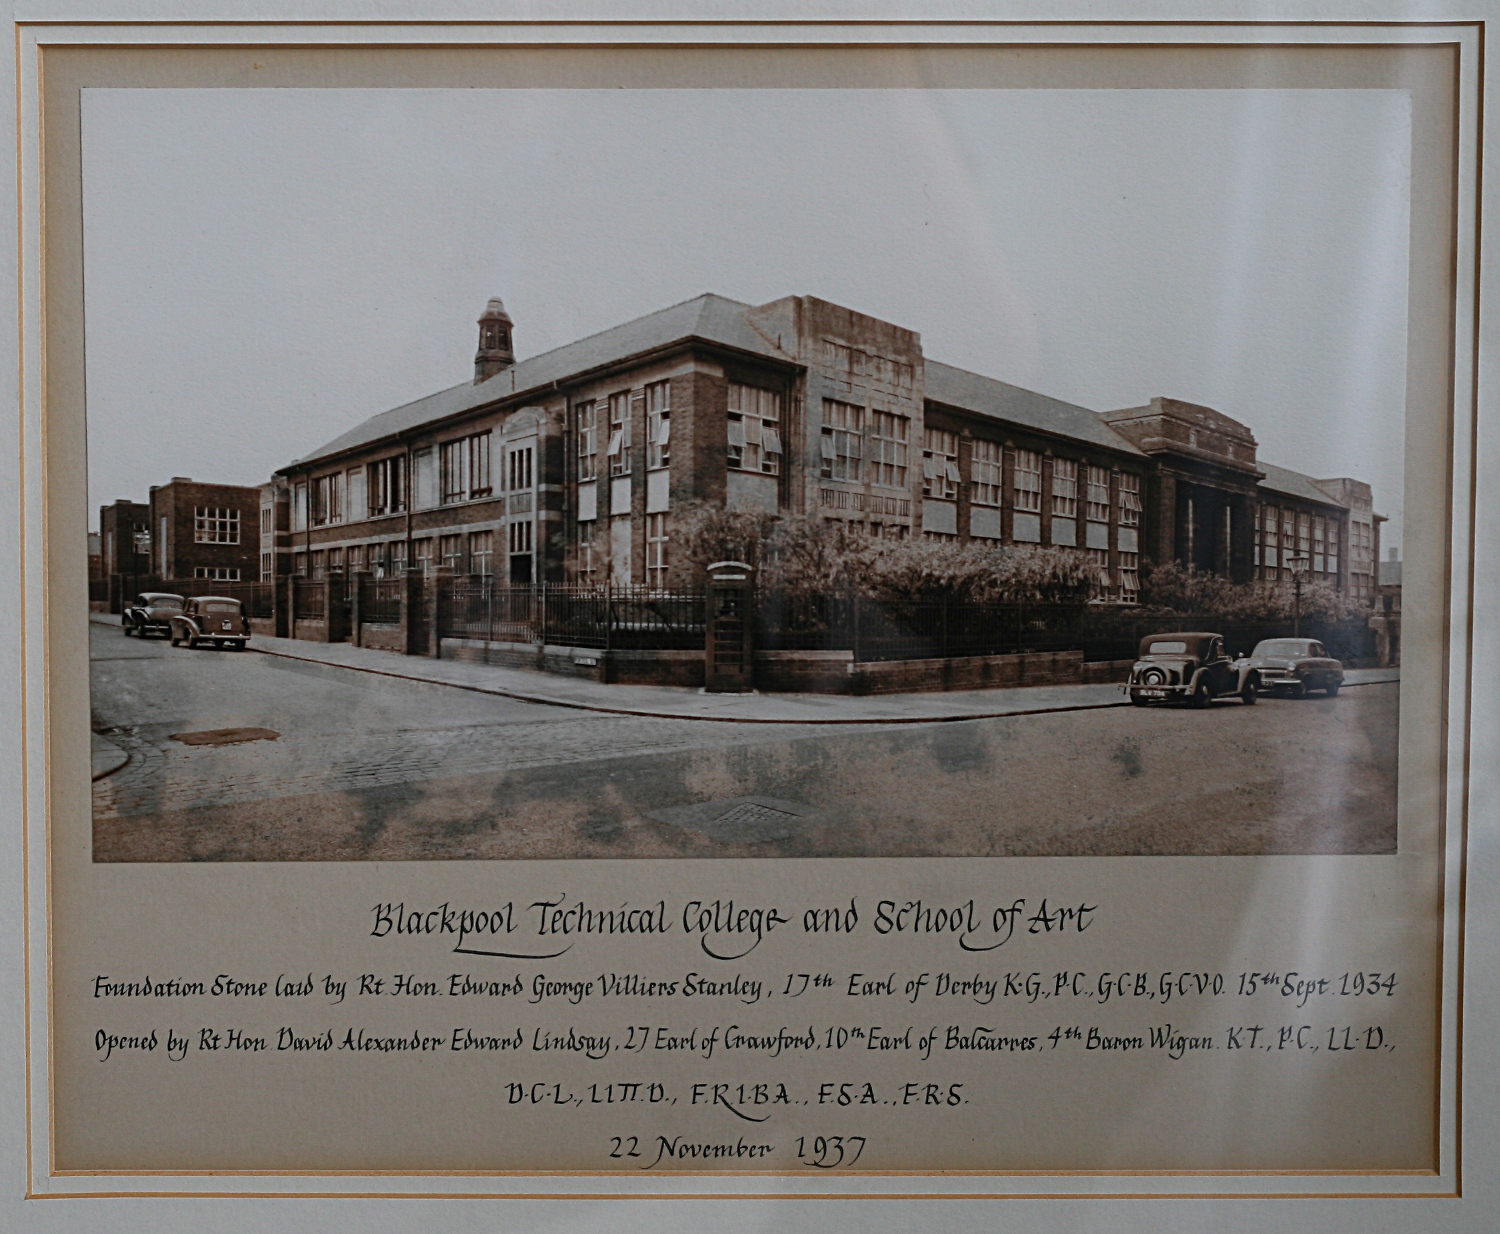 Blackpool Technical College and School of Art
Foundation Stone laid by Rt. Hon. Edward George Villiers Stanley, 17th Earl of Derby K·G., P·C., G·C·B., G·C·V·O. 15th Sept. 1934
Opened by Rt Hon. David Alexander Edward Lindsay, 27 Earl of Crawford, 10th Earl of Balcarres, 4th Baron Wigan. K·T., P·C., LL·D.,
D·C·L., LITT.D., F.R.I.B.A., F.S.A., F.R.S.
22 November 1937